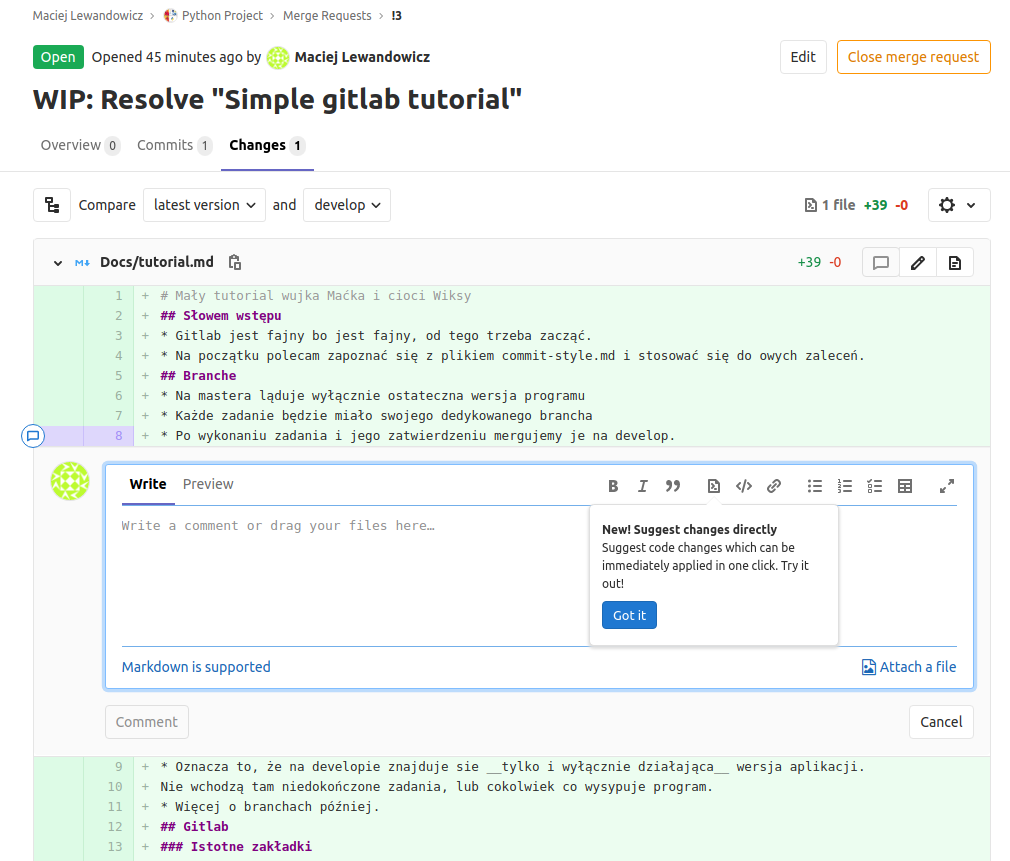 Maciej Lewandowicz > Python Project > Merge Requests > !3
Open Opened 45 minutes ago by Maciej Lewandowicz Edit Close merge request
WIP: Resolve "Simple gitlab tutorial"
Overview 0 Commits 1 Changes 1
Compare latest version and develop 1 file +39 -0
M↓ Docs/tutorial.md +39 -0
1 + # Mały tutorial wujka Maćka i cioci Wiksy
2 + ## Słowem wstępu
3 + * Gitlab jest fajny bo jest fajny, od tego trzeba zacząć.
4 + * Na początku polecam zapoznać się z plikiem commit-style.md i stosować się do owych zaleceń.
5 + ## Branche
6 + * Na mastera ląduje wyłącznie ostateczna wersja programu
7 + * Każde zadanie będzie miało swojego dedykowanego brancha
8 + * Po wykonaniu zadania i jego zatwierdzeniu mergujemy je na develop.
Write Preview B I
Write a comment or drag your files here…
New! Suggest changes directly
Suggest code changes which can be
immediately applied in one click. Try it
out!
Got it
Markdown is supported Attach a file
Comment Cancel
9 + * Oznacza to, że na developie znajduje sie __tylko i wyłącznie działająca__ wersja aplikacji.
10 + Nie wchodzą tam niedokończone zadania, lub cokolwiek co wysypuje program.
11 + * Więcej o branchach później.
12 + ## Gitlab
13 + ### Istotne zakładki